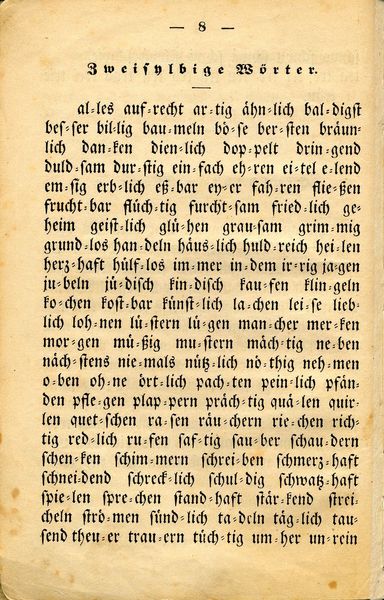 — 8 —
Zweisylbige Wörter.
al⸗les auf⸗recht ar⸗tig ähn⸗lich bal⸗digst
bes⸗ser bil⸗lig bau⸗meln bö⸗se ber⸗sten bräun⸗
lich dan⸗ken dien⸗lich dop⸗pelt drin⸗gend
duld⸗sam dur⸗stig ein⸗fach eh⸗ren ei⸗tel e⸗lend
em⸗sig erb⸗lich eß⸗bar ey⸗er fah⸗ren flie⸗ßen
frucht⸗bar flüch⸗tig furcht⸗sam fried⸗lich ge⸗
heim geist⸗lich glü⸗hen grau⸗sam grim⸗mig
grund⸗los han⸗deln häus⸗lich huld⸗reich hei⸗len
herz⸗haft hülf⸗los im⸗mer in⸗dem ir⸗rig ja⸗gen
ju⸗beln jü⸗disch kin⸗disch kau⸗fen klin⸗geln
ko⸗chen kost⸗bar künst⸗lich la⸗chen lei⸗se lieb⸗
lich loh⸗nen lü⸗stern lü⸗gen man⸗cher mer⸗ken
mor⸗gen mü⸗ßig mu⸗stern mäch⸗tig ne⸗ben
näch⸗stens nie⸗mals nütz⸗lich nö⸗thig neh⸗men
o⸗ben oh⸗ne ört⸗lich pach⸗ten pein⸗lich pfän⸗
den pfle⸗gen plap⸗pern präch⸗tig quä⸗len quir⸗
len quet⸗schen ra⸗sen räu⸗chern rie⸗chen rich⸗
tig red⸗lich ru⸗fen saf⸗tig sau⸗ber schau⸗dern
schen⸗ken schim⸗mern schrei⸗ben schmerz⸗haft
schnei⸗dend schreck⸗lich schul⸗dig schwatz⸗haft
spie⸗len spre⸗chen stand⸗haft stär⸗kend strei⸗
cheln strö⸗men sünd⸗lich ta⸗deln täg⸗lich tau⸗
send theu⸗er trau⸗ern tüch⸗tig um⸗her un⸗rein